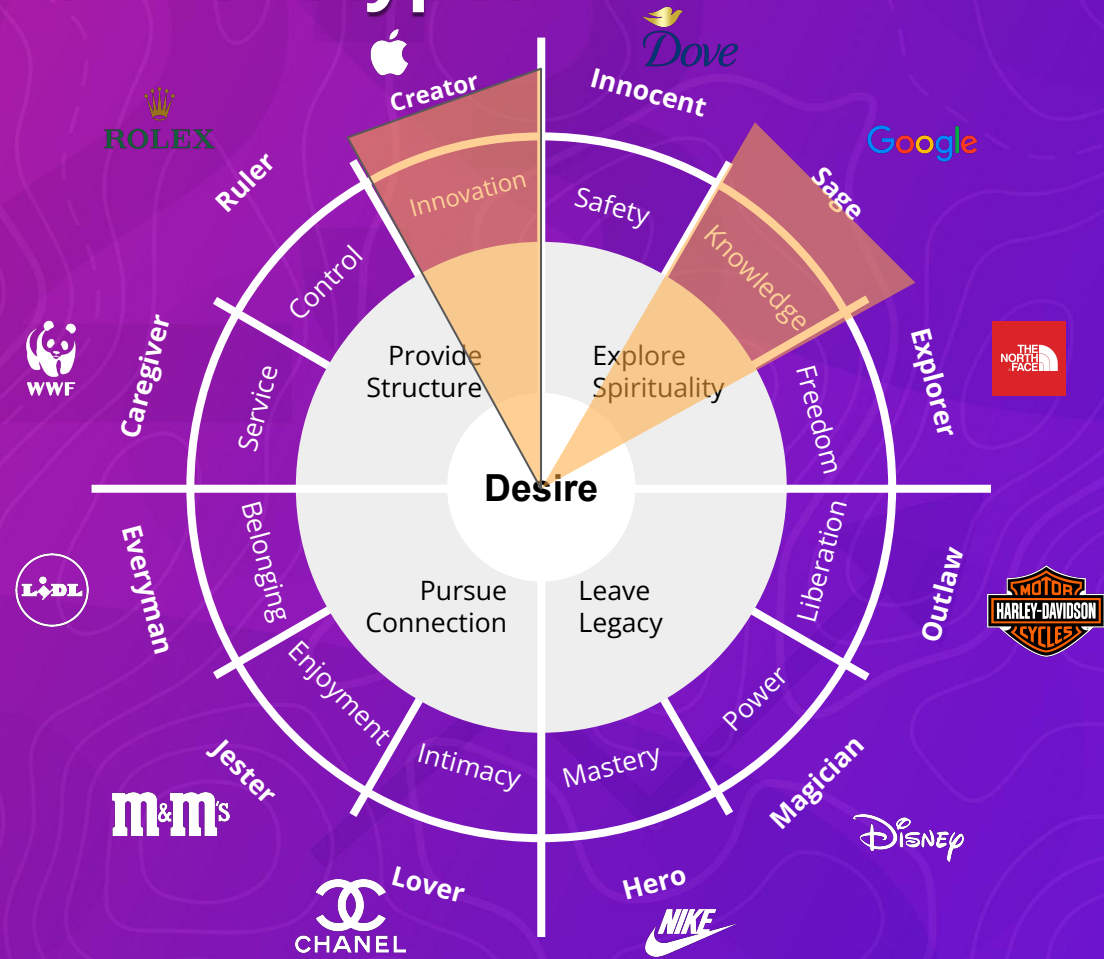 Dove
Creator
Innocent
ROLEX
Google
Ruler
Sage
Innovation
Safety
Knowledge
Control
WWF
Caregiver
Provide
Structure
Explore
Spirituality
Explorer
THE
NORTH
FACE
Service
Freedom
Desire
Belonging
Liberation
Everyman
LiDL
Pursue
Connection
Leave
Legacy
Outlaw
MOTOR
HARLEY-DAVIDSON
CYCLES
Enjoyment
Power
Jester
Intimacy
Mastery
Magician
m&m's
Disney
Lover
Hero
CHANEL
NIKE